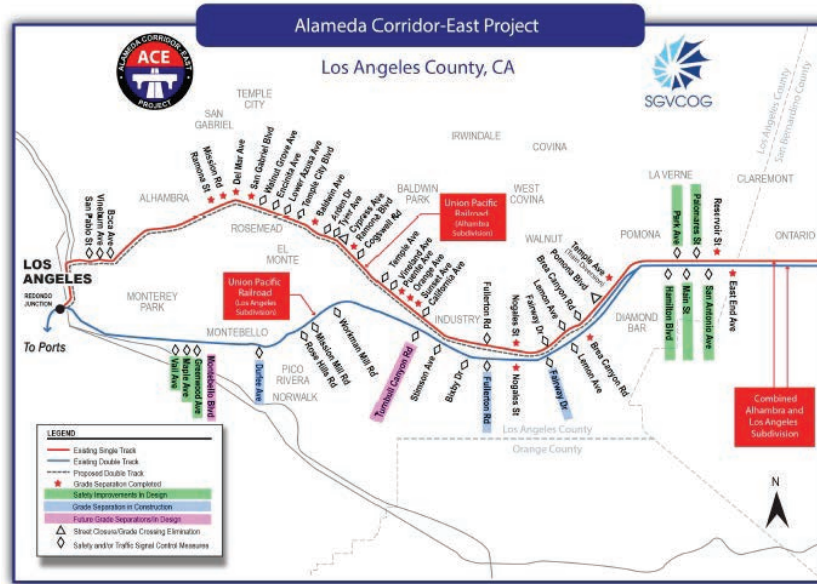 Alameda Corridor-East Project
Los Angeles County, CA
ALAMEDA CORRIDOR-EAST
ACE
PROJECT
SGVCOG
Los Angeles County
San Bernardino County
TEMPLE
CITY
SAN
GABRIEL
ALHAMBRA
ROSEMEAD
EL
MONTE
MONTEREY
PARK
MONTEBELLO
PICO
RIVERA
NORWALK
BALDWIN
PARK
IRWINDALE
COVINA
WEST
COVINA
WALNUT
INDUSTRY
LA VERNE
POMONA
CLAREMONT
ONTARIO
DIAMOND
BAR
LOS
ANGELES
REDONDO
JUNCTION
To Ports
San Pablo St
Vineburn Ave
Boca Ave
Ramona St
Mission Rd
Del Mar Ave
San Gabriel Blvd
Walnut Grove Ave
Encinita Ave
Lower Azusa Ave
Temple City Blvd
Baldwin Ave
Arden Dr
Tyler Ave
Cypress Ave
Ramona Blvd
Cogswell Rd
Temple Ave
Vineland Ave
Puente Ave
Orange Ave
Sunset Ave
California Ave
Fullerton Rd
Nogales St
Fairway Dr
Lemon Ave
Brea Canyon Rd
Pomona Blvd
Temple Ave
(Train Diversion)
Park Ave
Palomares St
Reservoir St
Union Pacific
Railroad
(Alhambra
Subdivision)
Union Pacific
Railroad
(Los Angeles
Subdivision)
Vail Ave
Maple Ave
Greenwood Ave
Montebello Blvd
Durfee Ave
Rose Hills Rd
Mission Mill Rd
Workman Mill Rd
Turnbull Canyon Rd
Stimson Ave
Bixby Dr
Fullerton Rd
Nogales St
Fairway Dr
Lemon Ave
Brea Canyon Rd
Hamilton Blvd
Main St
San Antonio Ave
East End Ave
Combined
Alhambra and
Los Angeles
Subdivision
Los Angeles County
Orange County
N
LEGEND
Existing Single Track
Existing Double Track
Proposed Double Track
Grade Separation Completed
Safety Improvements In Design
Grade Separation in Construction
Future Grade Separations/In Design
Street Closure/Grade Crossing Elimination
Safety and/or Traffic Signal Control Measures